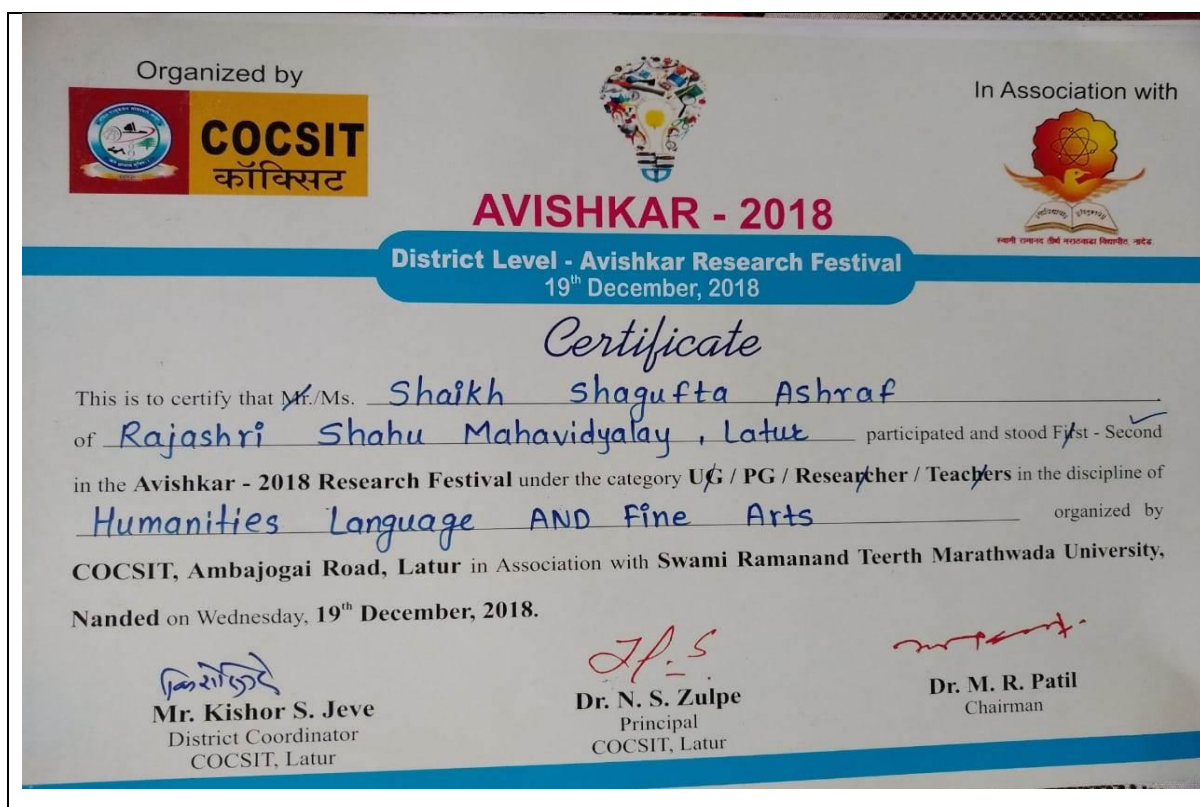 Organized by
COCSIT
कॉक्सिट
In Association with
स्वामी रामानंद तीर्थ मराठवाडा विद्यापीठ, नांदेड
AVISHKAR - 2018
District Level - Avishkar Research Festival
19th December, 2018
Certificate
This is to certify that Mr./Ms. Shaikh Shagufta Ashraf
of Rajashri Shahu Mahavidyalay, Latur participated and stood First - Second
in the Avishkar - 2018 Research Festival under the category UG / PG / Researcher / Teachers in the discipline of
Humanities Language AND Fine Arts organized by
COCSIT, Ambajogai Road, Latur in Association with Swami Ramanand Teerth Marathwada University,
Nanded on Wednesday, 19th December, 2018.
Mr. Kishor S. Jeve
District Coordinator
COCSIT, Latur
Dr. N. S. Zulpe
Principal
COCSIT, Latur
Dr. M. R. Patil
Chairman